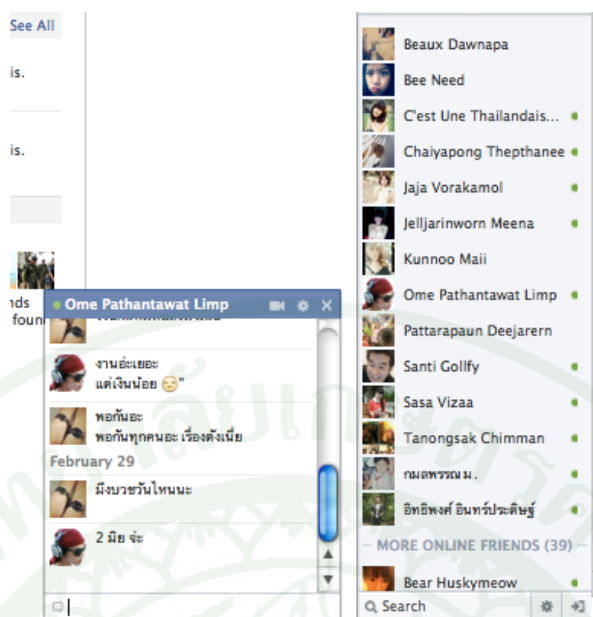 See All
is.
is.
nds
foun
Ome Pathantawat Limp
งานอ่ะเยอะ
แต่เงินน้อย "
พอกันอะ
พอกันทุกคนอะ เรื่องตังเนี่ย
February 29
มึงบวชวันไหนนะ
2 มิย จ่ะ
Beaux Dawnapa
Bee Need
C'est Une Thailandais...
Chaiyapong Thepthanee
Jaja Vorakamol
Jelljarinworn Meena
Kunnoo Maii
Ome Pathantawat Limp
Pattarapaun Deejarern
Santi Gollfy
Sasa Vizaa
Tanongsak Chimman
กมลพรรณ ม.
อิทธิพงศ์ อินทร์ประดิษฐ์
MORE ONLINE FRIENDS (39)
Bear Huskymeow
Search